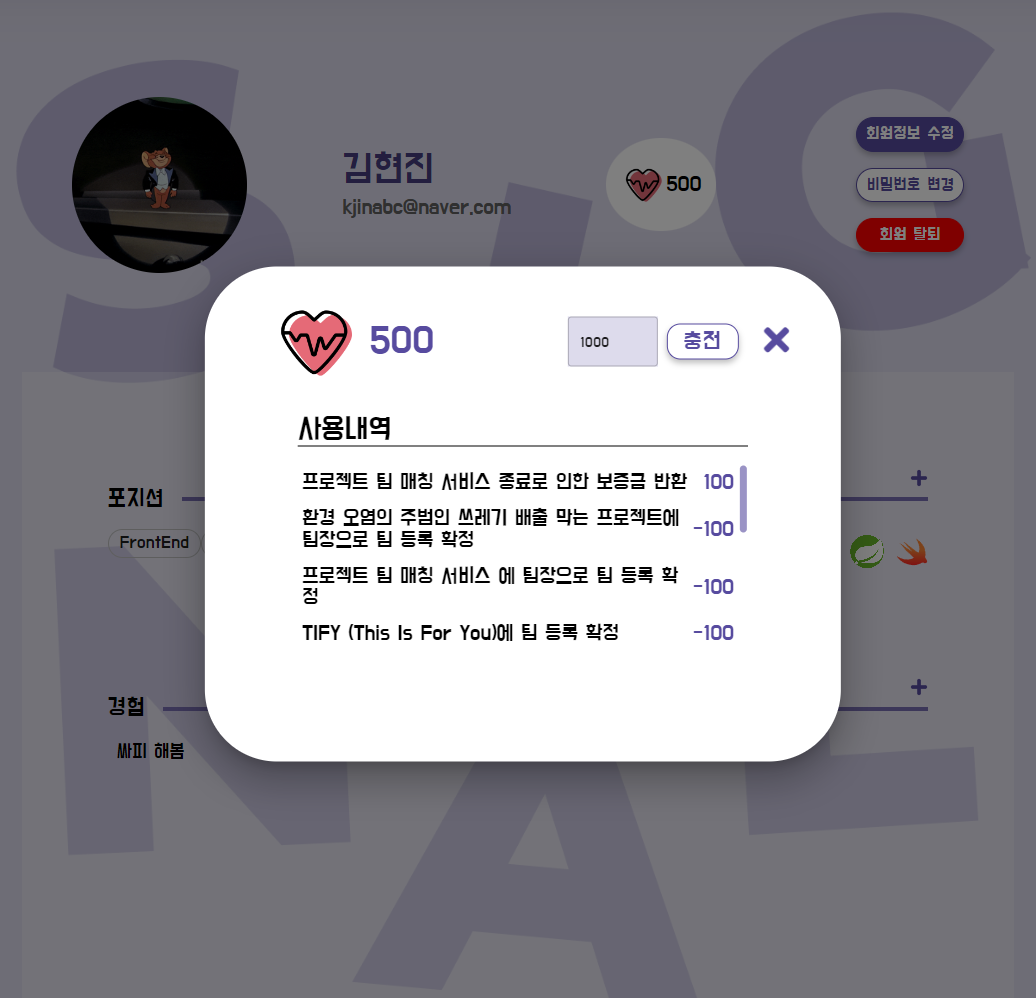 김현진
kjinabc@naver.com
500
회원정보 수정
비밀번호 변경
회원 탈퇴
500
1000
충전
사용내역
프로젝트 팀 매칭 서비스 종료로 인한 보증금 반환 100
환경 오염의 주범인 쓰레기 배출 막는 프로젝트에
팀장으로 팀 등록 확정
-100
프로젝트 팀 매칭 서비스 에 팀장으로 팀 등록 확
정
-100
TIFY (This Is For You)에 팀 등록 확정 -100
포지션
+
FrontEnd
경험
+
싸피 해봄
S I G
N A L